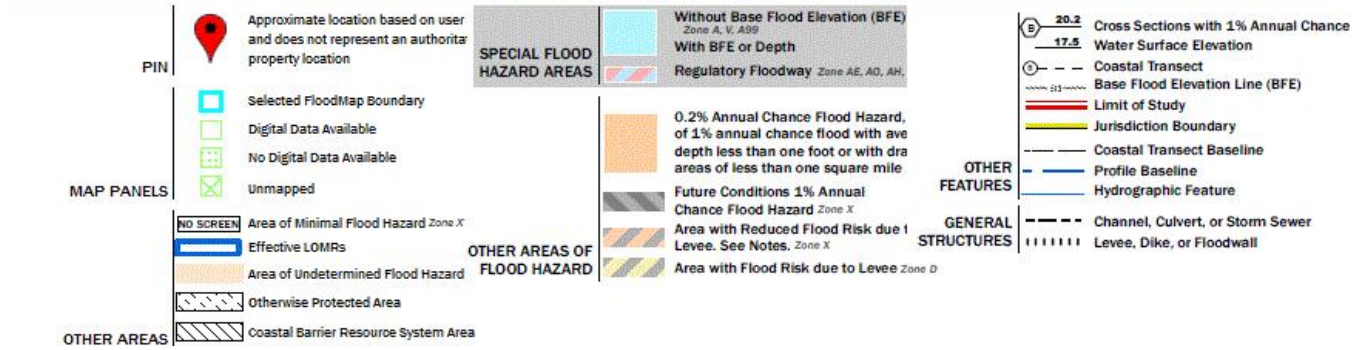 PIN
Approximate location based on user
and does not represent an authorita
property location
MAP PANELS
Selected FloodMap Boundary
Digital Data Available
No Digital Data Available
Unmapped
OTHER AREAS
NO SCREEN Area of Minimal Flood Hazard Zone X
Effective LOMRs
Area of Undetermined Flood Hazard
Otherwise Protected Area
Coastal Barrier Resource System Area
SPECIAL FLOOD
HAZARD AREAS
Without Base Flood Elevation (BFE)
Zone A, V, A99
With BFE or Depth
Regulatory Floodway Zone AE, AO, AH,
OTHER AREAS OF
FLOOD HAZARD
0.2% Annual Chance Flood Hazard,
of 1% annual chance flood with ave
depth less than one foot or with dra
areas of less than one square mile
Future Conditions 1% Annual
Chance Flood Hazard Zone X
Area with Reduced Flood Risk due t
Levee. See Notes. Zone X
Area with Flood Risk due to Levee Zone D
OTHER
FEATURES
B 20.2 Cross Sections with 1% Annual Chance
17.5 Water Surface Elevation
8 Coastal Transect
513 Base Flood Elevation Line (BFE)
Limit of Study
Jurisdiction Boundary
Coastal Transect Baseline
Profile Baseline
Hydrographic Feature
GENERAL
STRUCTURES
Channel, Culvert, or Storm Sewer
Levee, Dike, or Floodwall